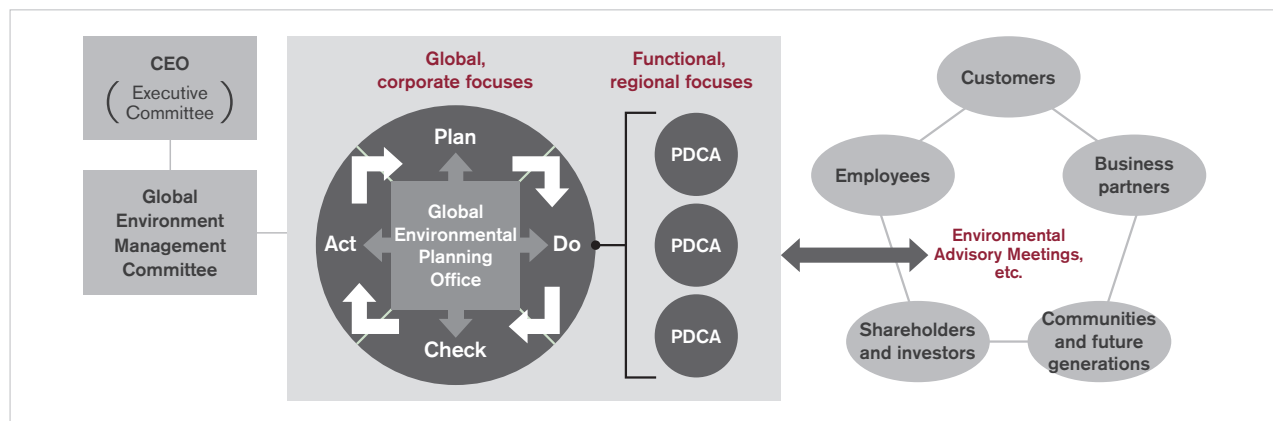 CEO
(Executive
Committee)
Global
Environment
Management
Committee
Global,
corporate focuses
Plan
Act
Global
Environmental
Planning
Office
Do
Check
Functional,
regional focuses
PDCA
PDCA
PDCA
Customers
Employees
Business
partners
Environmental
Advisory Meetings,
etc.
Shareholders
and investors
Communities
and future
generations